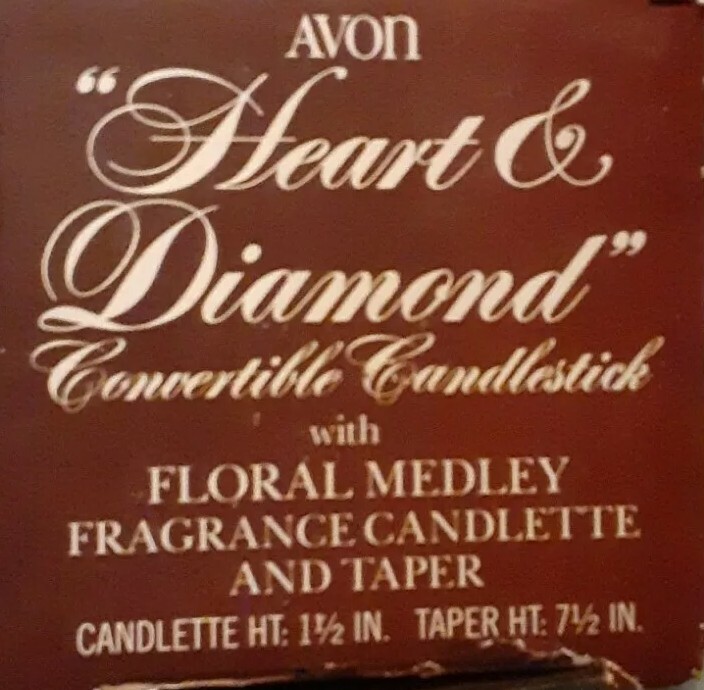 AVON
“Heart &
Diamond”
Convertible Candlestick
with
FLORAL MEDLEY
FRAGRANCE CANDLETTE
AND TAPER
CANDLETTE HT: 1½ IN. TAPER HT: 7½ IN.